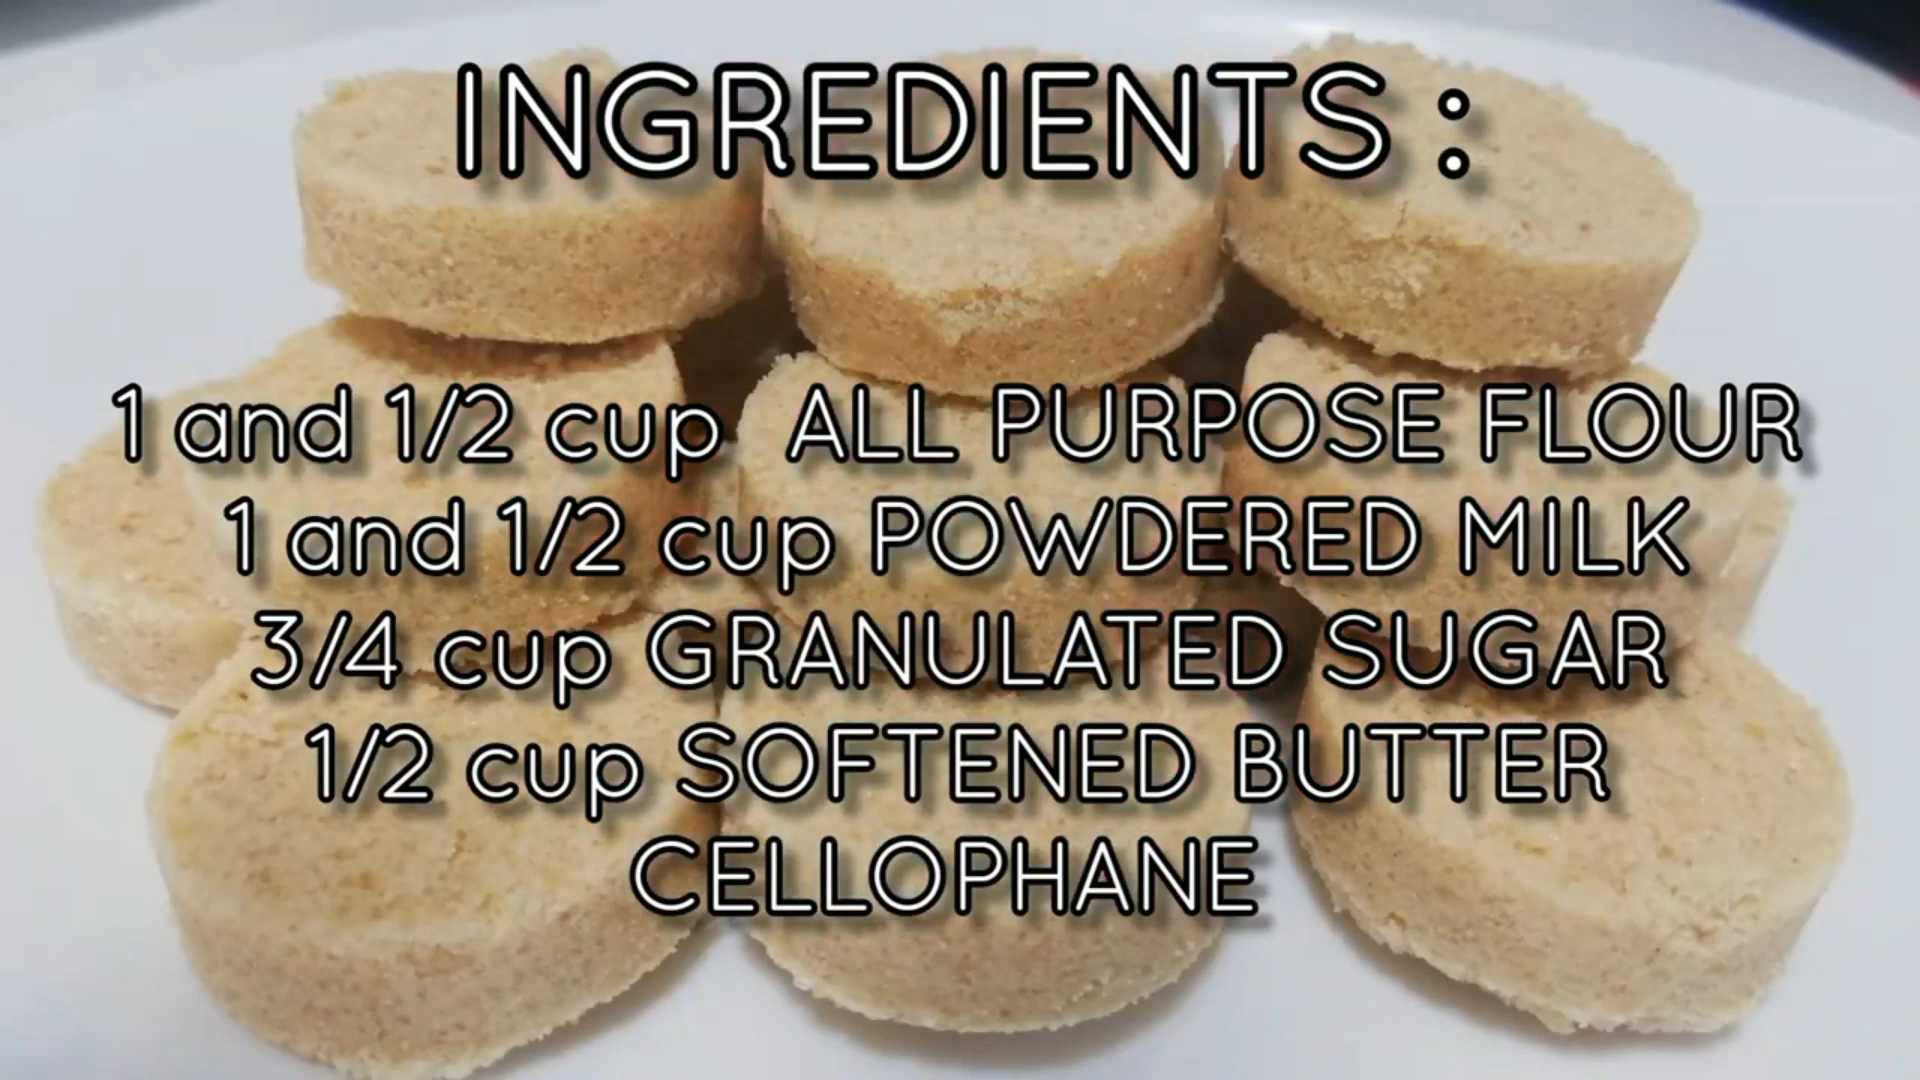 INGREDIENTS :
1 and 1/2 cup ALL PURPOSE FLOUR
1 and 1/2 cup POWDERED MILK
3/4 cup GRANULATED SUGAR
1/2 cup SOFTENED BUTTER
CELLOPHANE